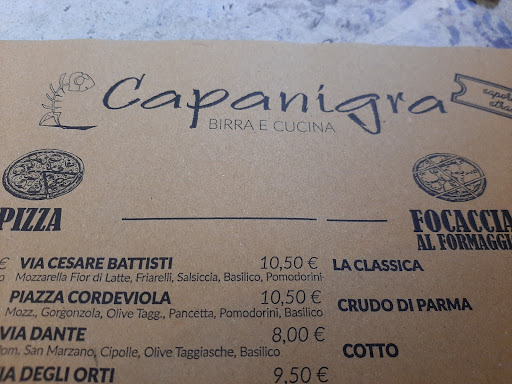 Capanigra
BIRRA E CUCINA
PIZZA
FOCACCIA
AL FORMAGGI
€ VIA CESARE BATTISTI 10,50 €
Mozzarella Fior di Latte, Friarelli, Salsiccia, Basilico, Pomodorini
PIAZZA CORDEVIOLA 10,50 €
Mozz., Gorgonzola, Olive Tagg., Pancetta, Pomodorini, Basilico
VIA DANTE 8,00 €
Pom. San Marzano, Cipolle, Olive Taggiasche, Basilico
VIA DEGLI ORTI 9,50 €
LA CLASSICA
CRUDO DI PARMA
COTTO